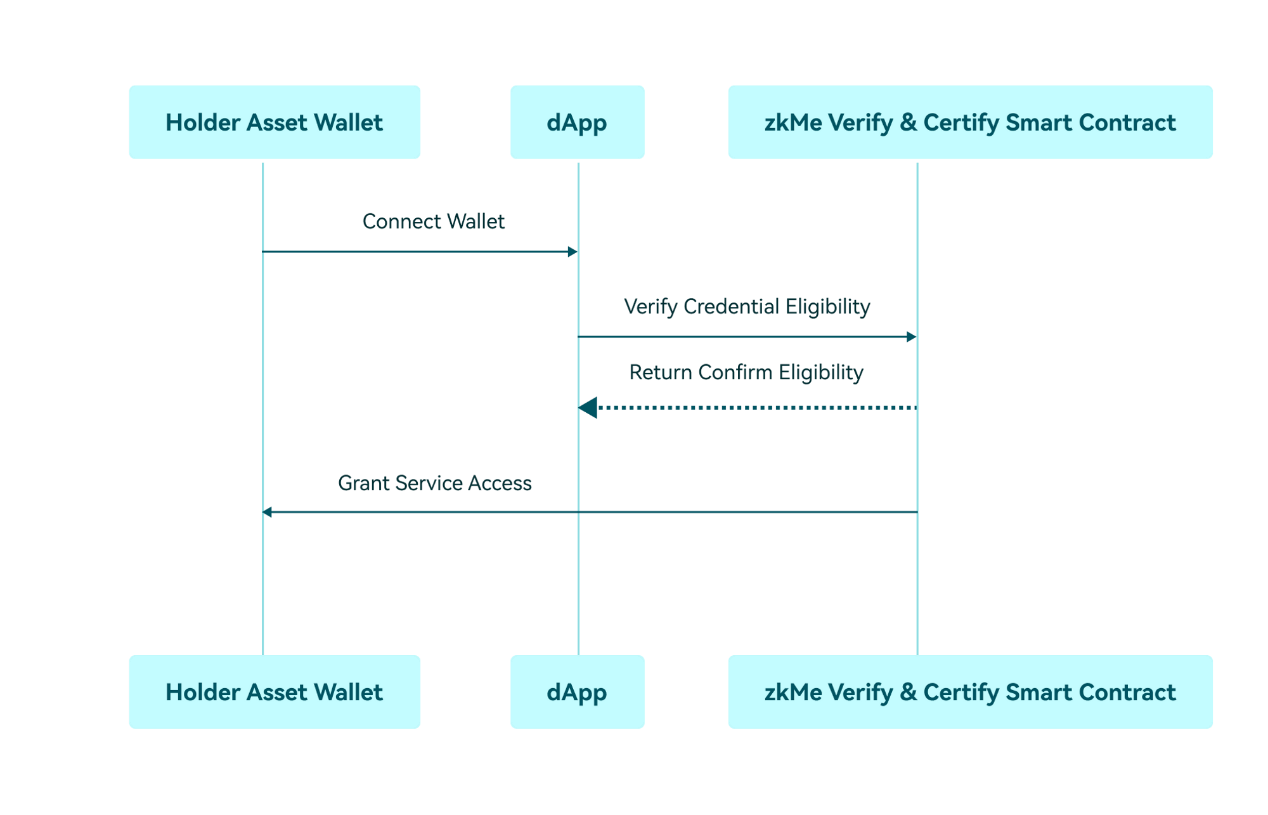 Holder Asset Wallet
dApp
zkMe Verify & Certify Smart Contract
Connect Wallet
Verify Credential Eligibility
Return Confirm Eligibility
Grant Service Access
Holder Asset Wallet
dApp
zkMe Verify & Certify Smart Contract